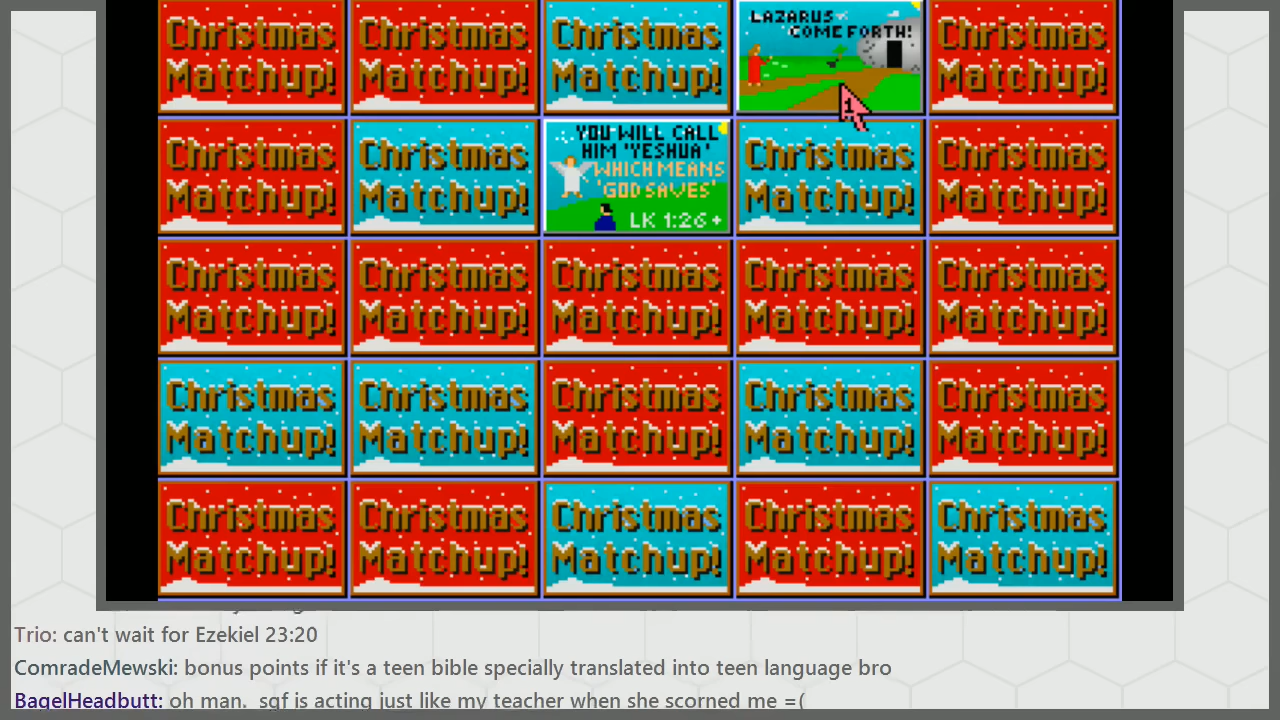 Christmas Christmas Christmas LAZARUS Christmas
Matchup! Matchup! Matchup! COME FORTH! Matchup!
1
Christmas Christmas YOU WILL CALL Christmas Christmas
Matchup! Matchup! HIM 'YESHUA' Matchup! Matchup!
WHICH MEANS
'GOD SAVES'
LK 1:26+
Christmas Christmas Christmas Christmas Christmas
Matchup! Matchup! Matchup! Matchup! Matchup!
Christmas Christmas Christmas Christmas Christmas
Matchup! Matchup! Matchup! Matchup! Matchup!
Christmas Christmas Christmas Christmas Christmas
Matchup! Matchup! Matchup! Matchup! Matchup!
Trio: can't wait for Ezekiel 23:20
ComradeMewski: bonus points if it's a teen bible specially translated into teen language bro
BagelHeadbutt: oh man. sgf is acting just like my teacher when she scorned me =(